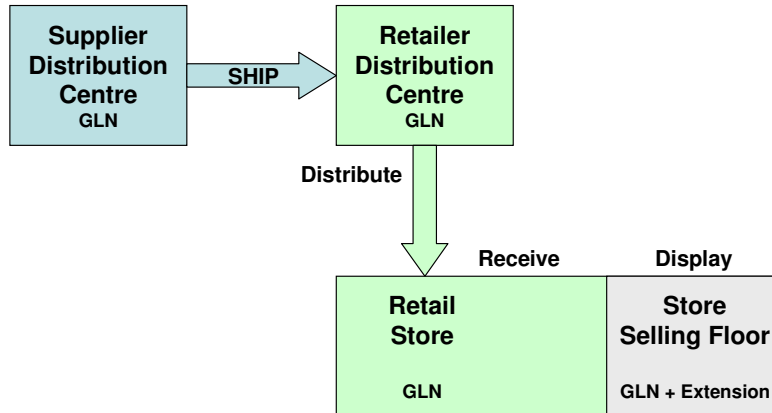 Supplier
Distribution
Centre
GLN
SHIP
Retailer
Distribution
Centre
GLN
Distribute
Receive
Display
Retail
Store
GLN
Store
Selling Floor
GLN + Extension